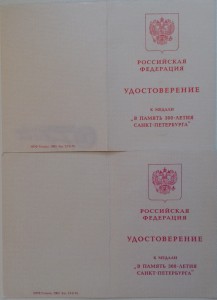 РОССИЙСКАЯ
ФЕДЕРАЦИЯ
УДОСТОВЕРЕНИЕ
К МЕДАЛИ
„В ПАМЯТЬ 300-ЛЕТИЯ
САНКТ-ПЕТЕРБУРГА"
РОССИЙСКАЯ
ФЕДЕРАЦИЯ
УДОСТОВЕРЕНИЕ
К МЕДАЛИ
„В ПАМЯТЬ 300-ЛЕТИЯ
САНКТ-ПЕТЕРБУРГА"